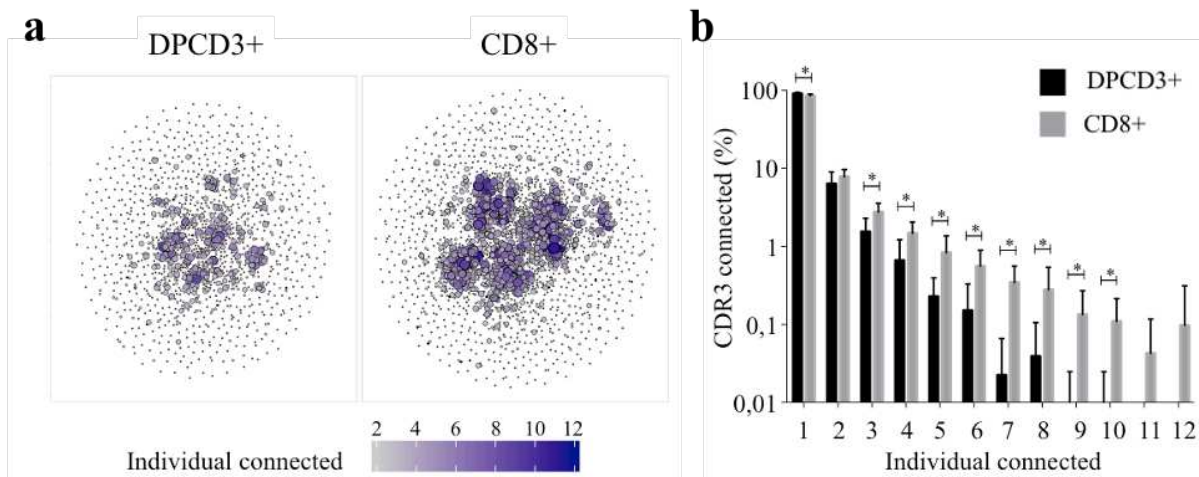 a
DPCD3+
CD8+
2 4 6 8 10 12
Individual connected
b
DPCD3+
CD8+
CDR3 connected (%)
100
10
1
0,1
0,01
* * * * * * * * *
1 2 3 4 5 6 7 8 9 10 11 12
Individual connected